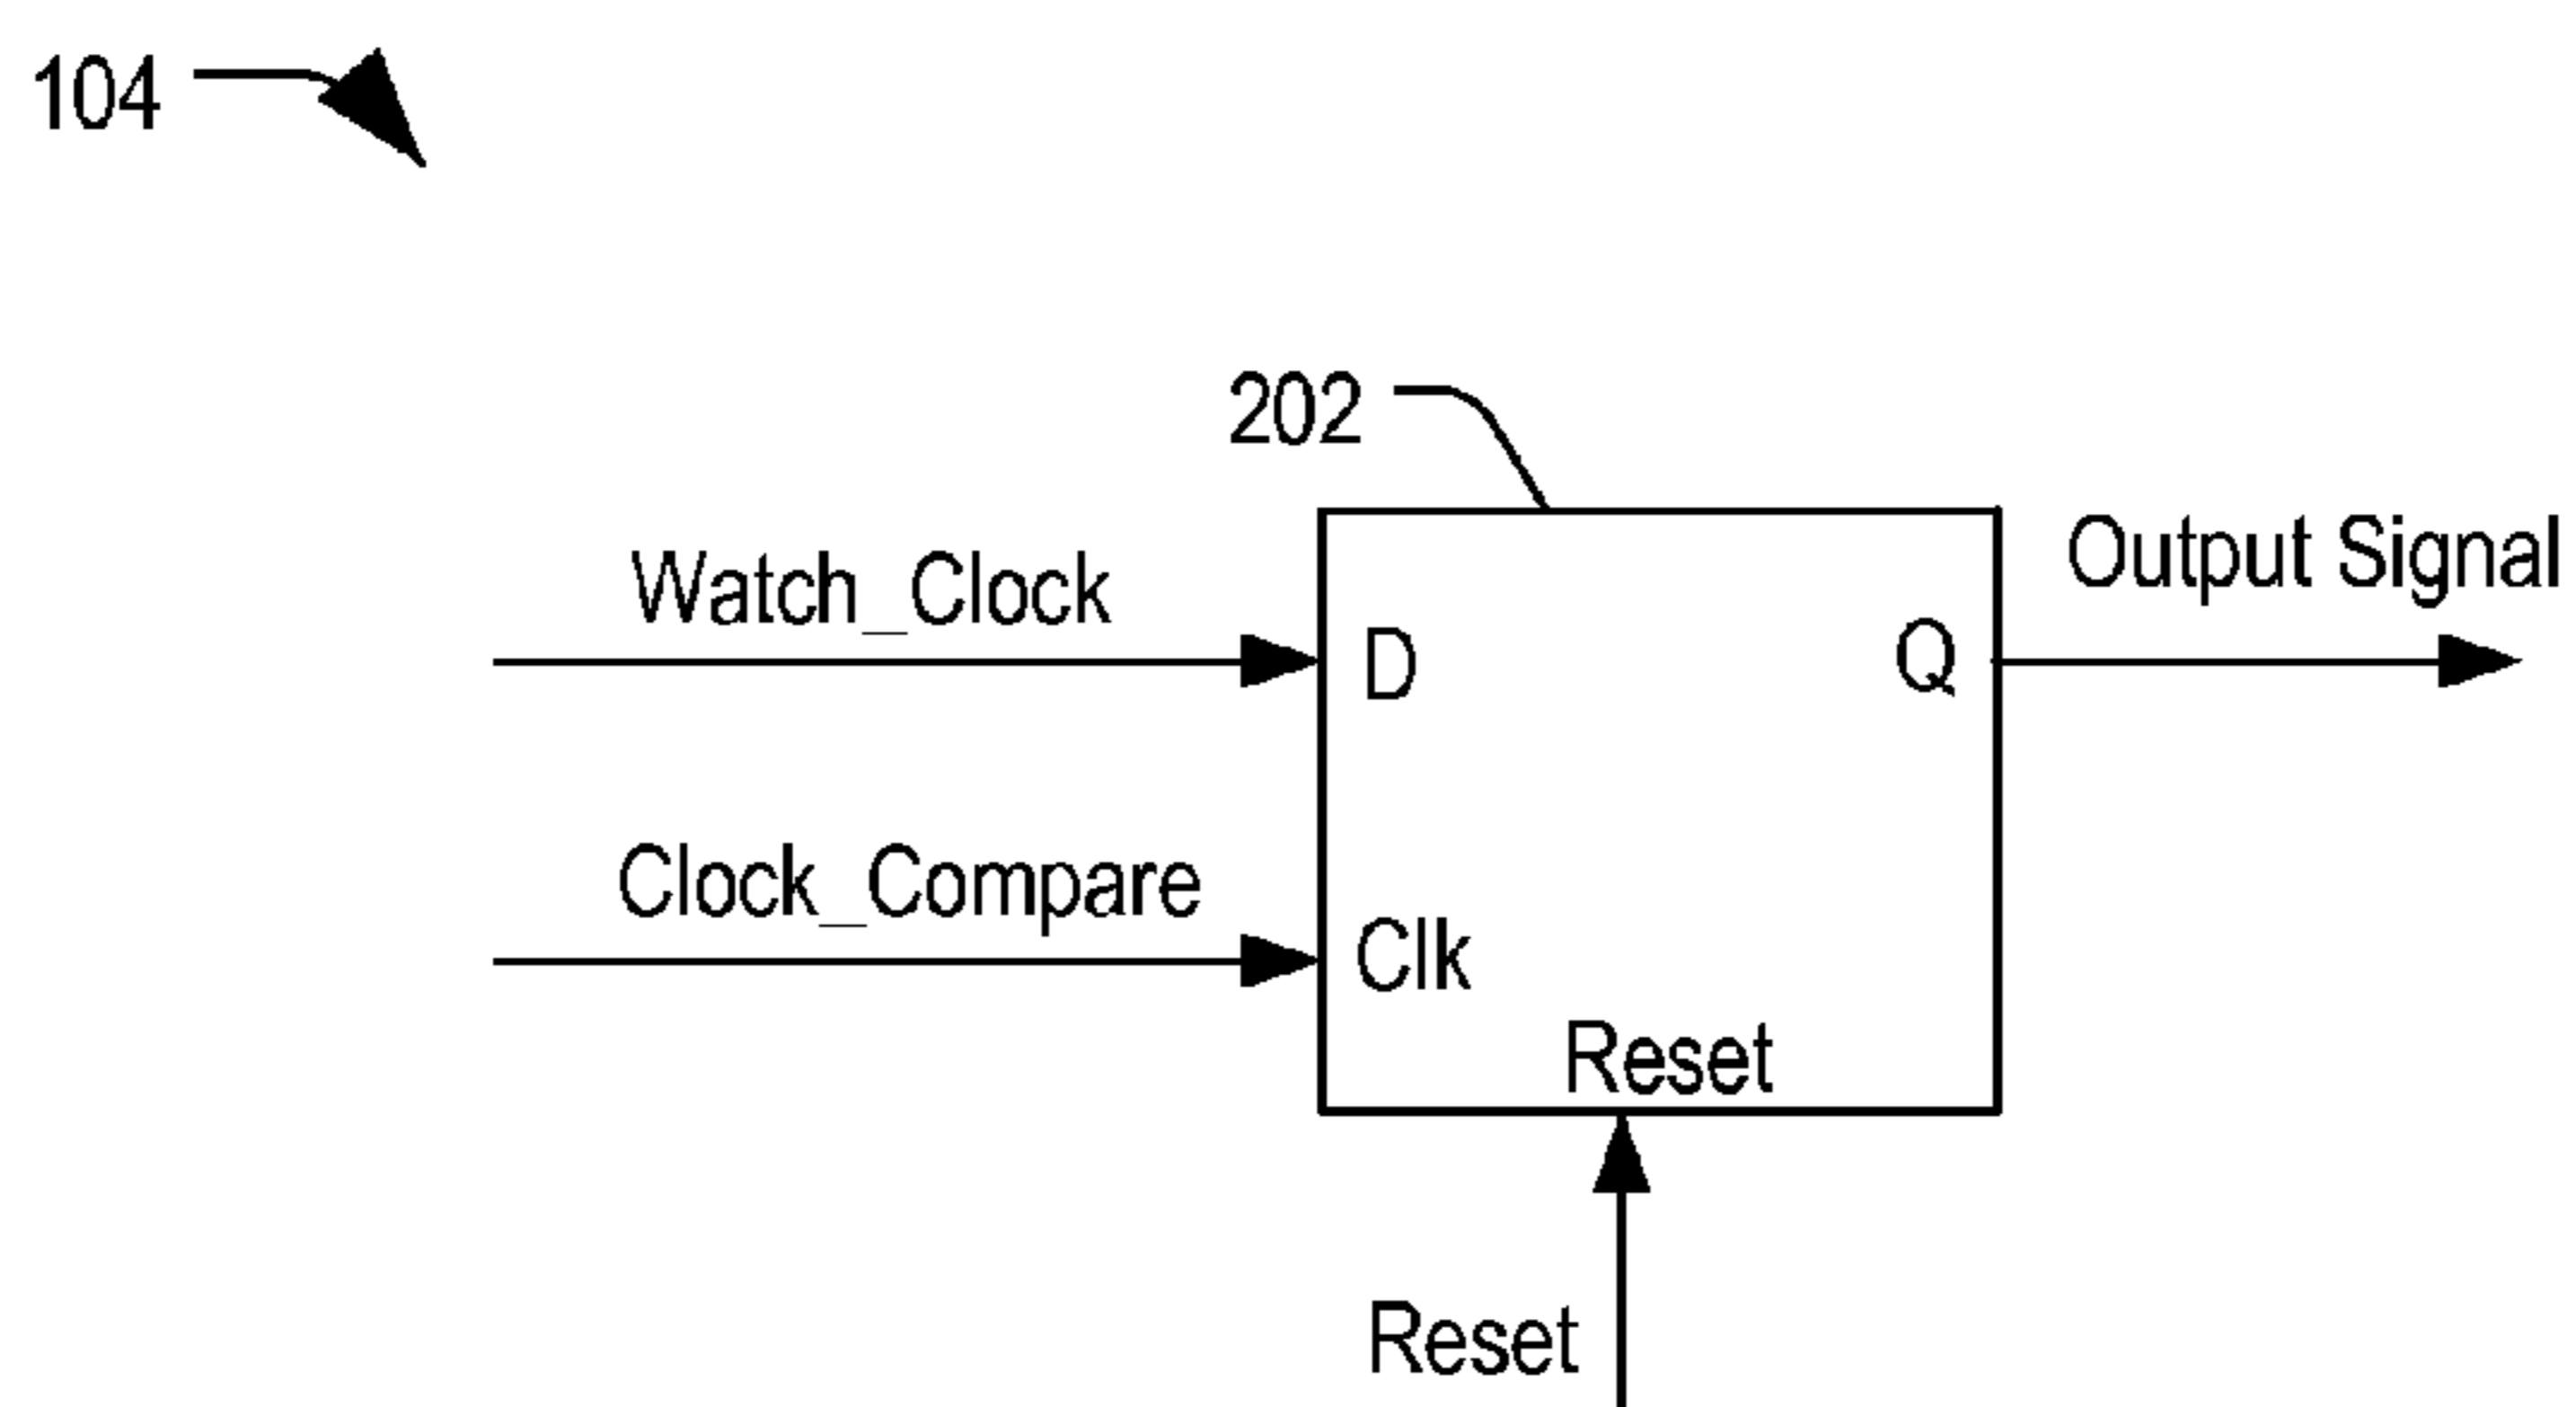 104
202
Output Signal
Watch_Clock
D
Q
Clock_Compare
Clk
Reset
Reset